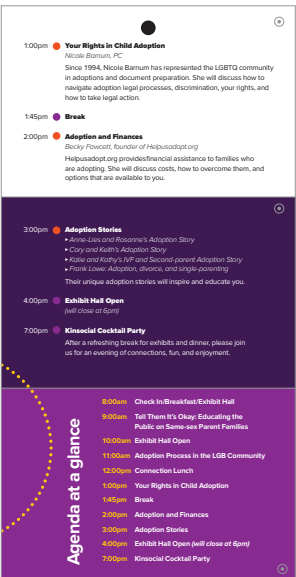 1:00pm Your Rights in Child Adoption
Nicole Barnum, PC
Since 1994, Nicole Barnum has represented the LGBTQ community
in adoptions and document preparation. She will discuss how to
navigate adoption legal processes, discrimination, your rights, and
how to take legal action.
1:45pm Break
2:00pm Adoption and Finances
Becky Fawcett, founder of Helpusadopt.org
Helpusadopt.org providesfinancial assistance to families who
are adopting. She will discuss costs, how to overcome them, and
options that are available to you.
3:00pm Adoption Stories
▸ Anne-Lies and Rosanne's Adoption Story
▸ Cory and Keith's Adoption Story
▸ Katie and Kathy's IVF and Second-parent Adoption Story
▸ Frank Lowe: Adoption, divorce, and single-parenting
Their unique adoption stories will inspire and educate you.
4:00pm Exhibit Hall Open
(will close at 6pm)
7:00pm Kinsocial Cocktail Party
After a refreshing break for exhibits and dinner, please join
us for an evening of connections, fun, and enjoyment.
Agenda at a glance
8:00am Check In/Breakfast/Exhibit Hall
9:00am Tell Them It's Okay: Educating the
Public on Same-sex Parent Families
10:00am Exhibit Hall Open
11:00am Adoption Process in the LGB Community
12:00pm Connection Lunch
1:00pm Your Rights in Child Adoption
1:45pm Break
2:00pm Adoption and Finances
3:00pm Adoption Stories
4:00pm Exhibit Hall Open (will close at 6pm)
7:00pm Kinsocial Cocktail Party